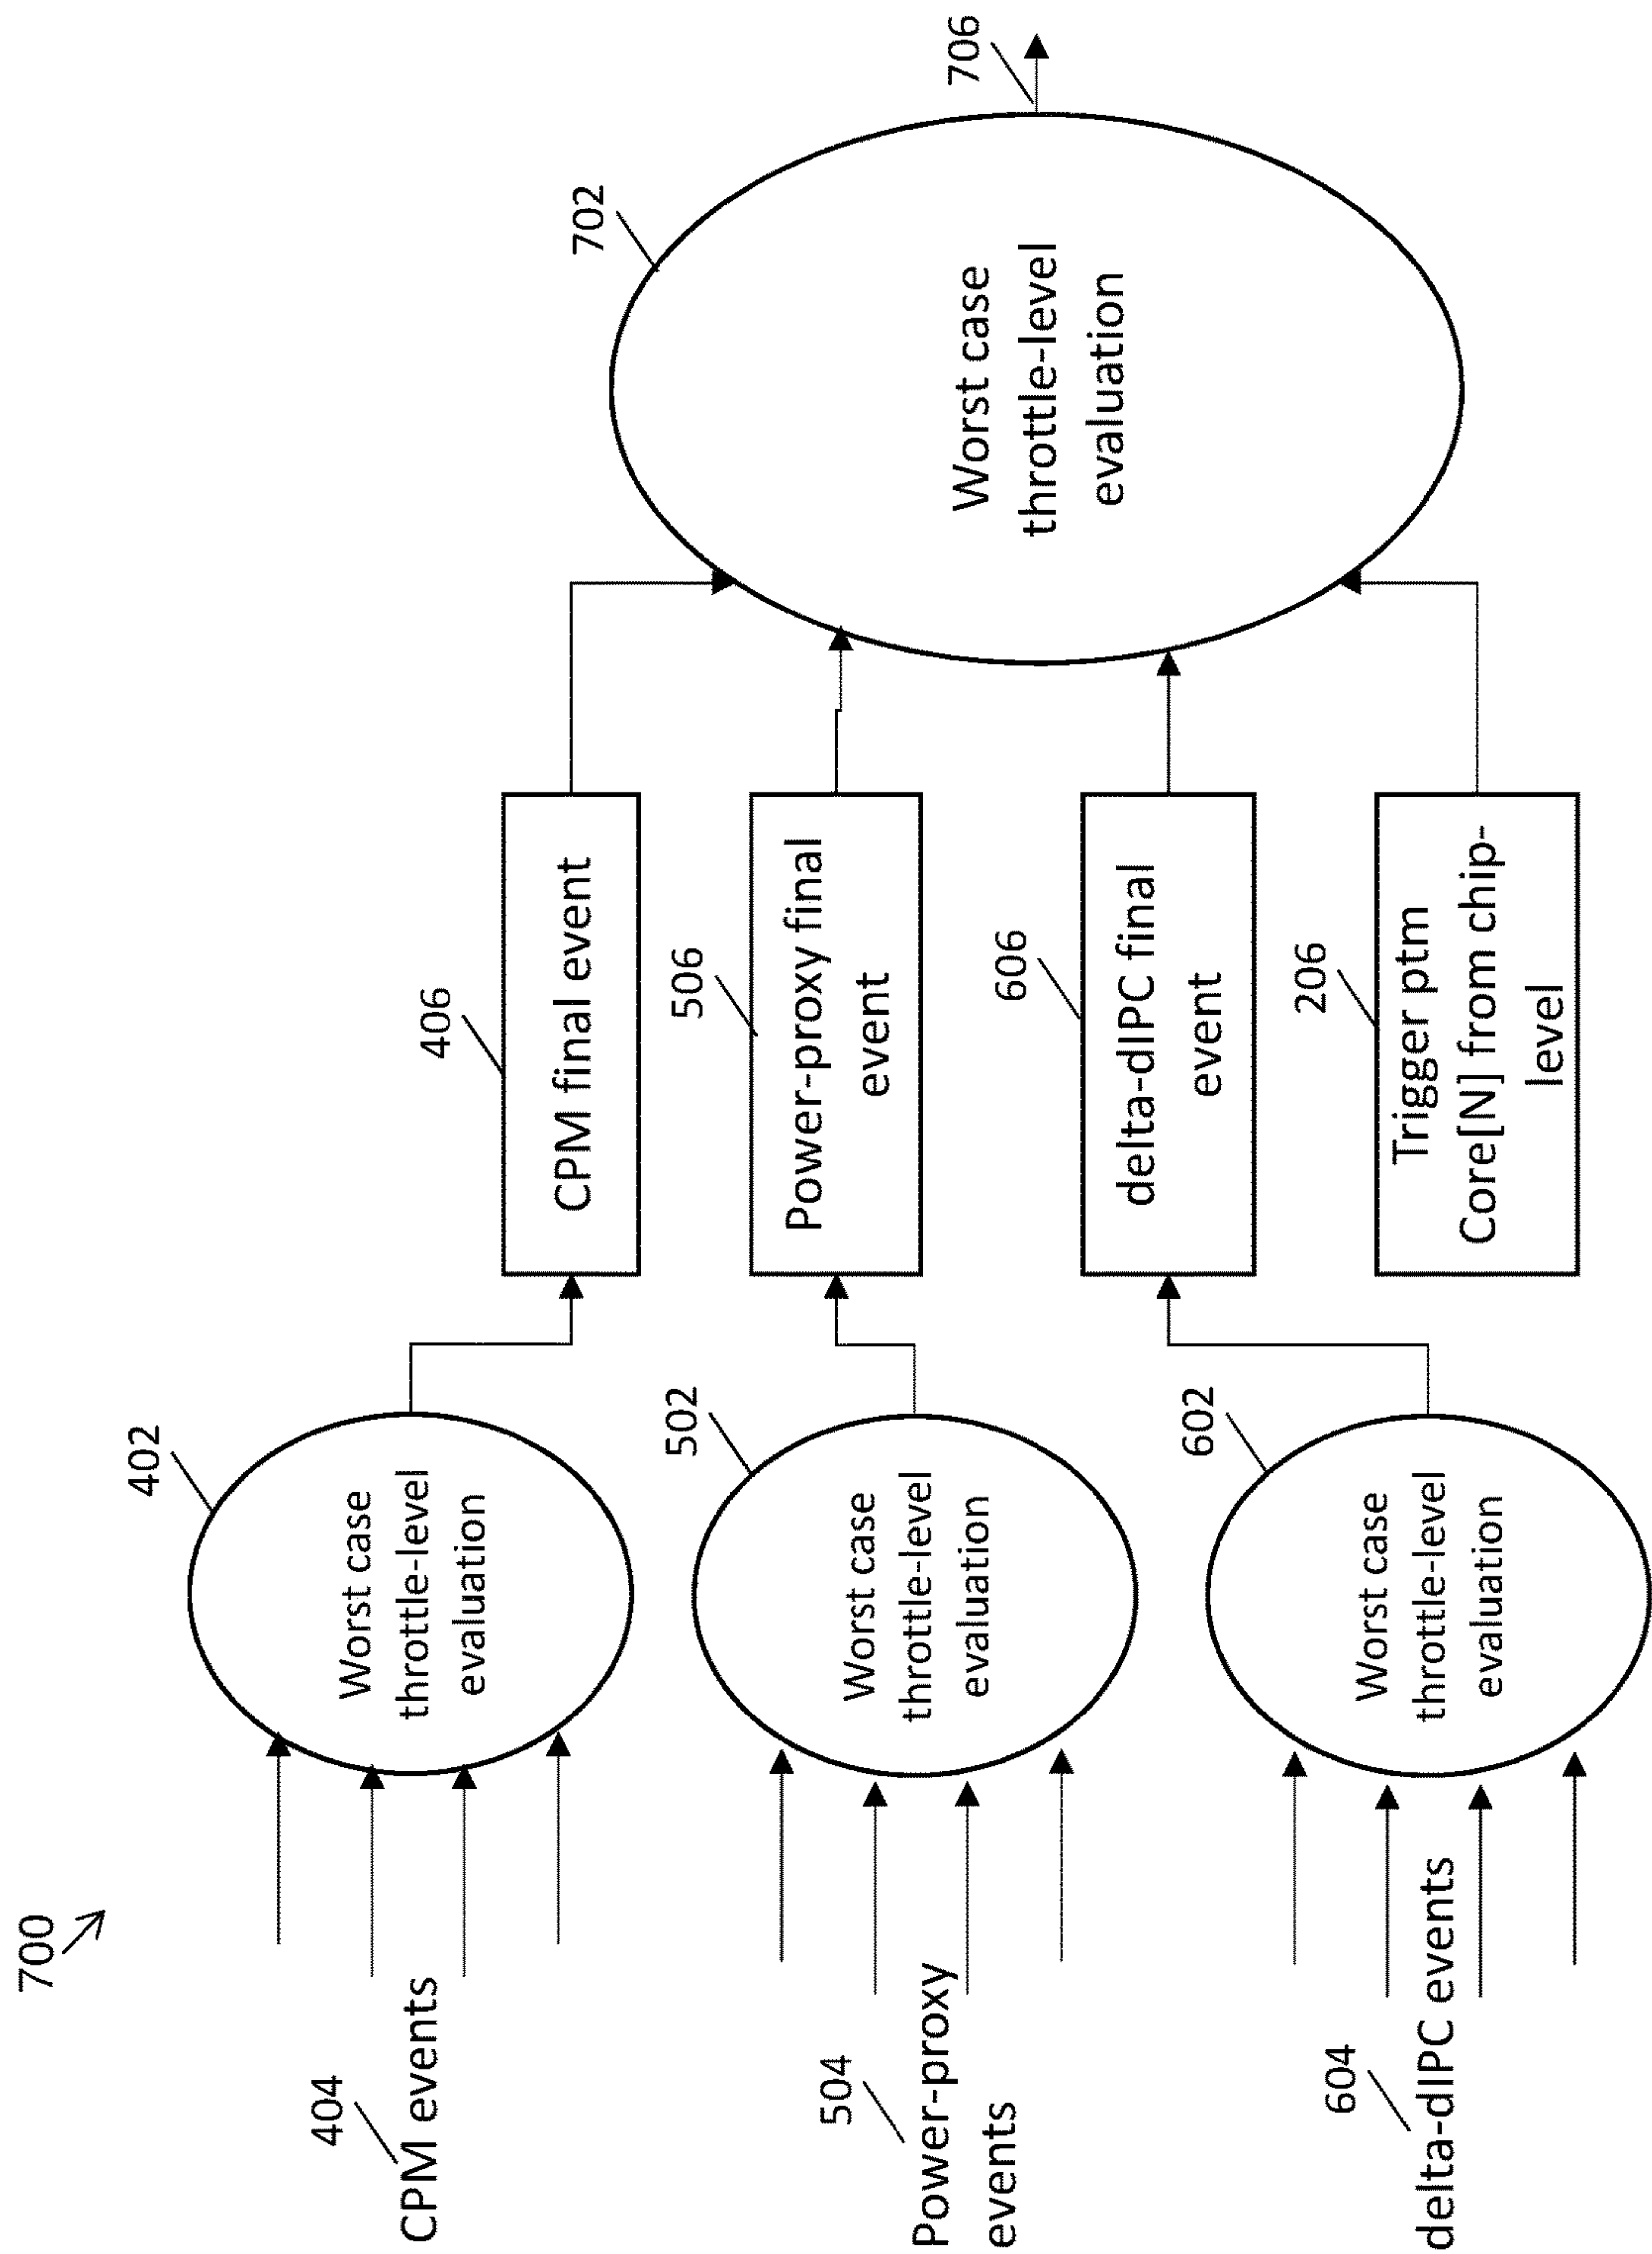 700
404
CPM events
402
Worst case
throttle-level
evaluation
406
CPM final event
504
Power-proxy
events
502
Worst case
throttle-level
evaluation
506
Power-proxy final
event
604
delta-dIPC events
602
Worst case
throttle-level
evaluation
606
delta-dIPC final
event
206
Trigger ptm
Core[N] from chip-
level
702
Worst case
throttle-level
evaluation
706